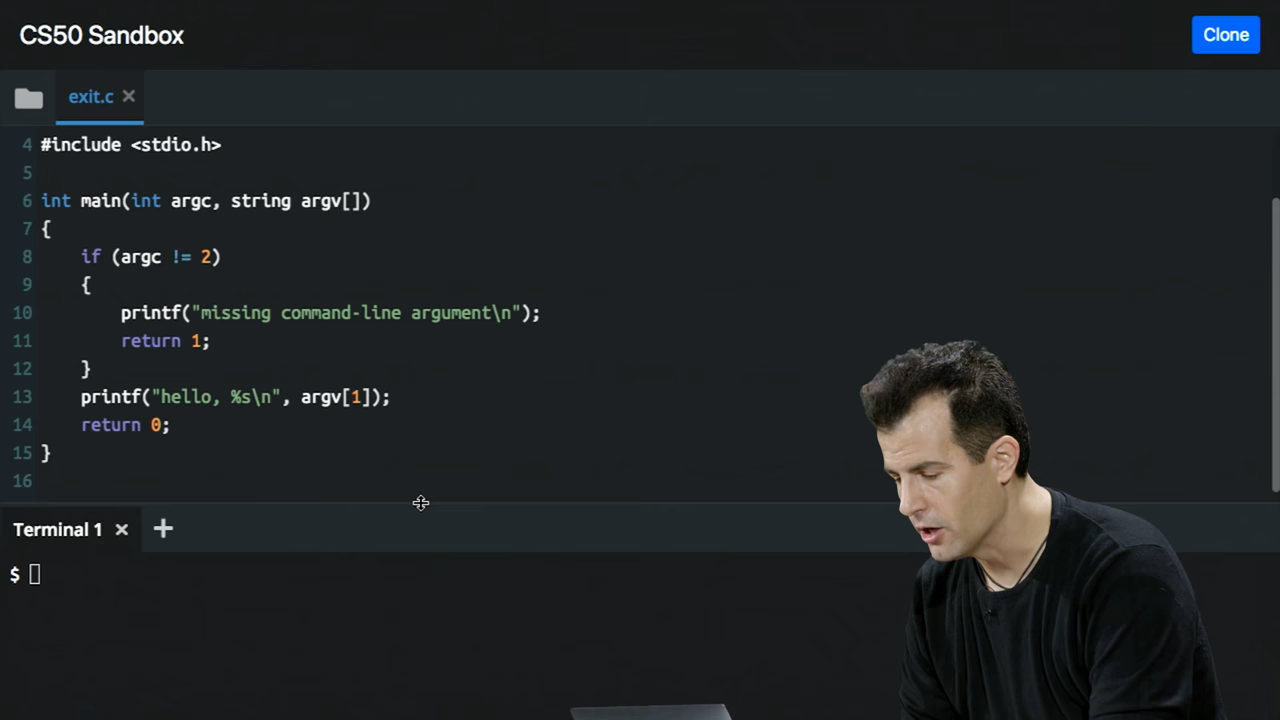 CS50 Sandbox
Clone
exit.c ×
4 #include <stdio.h>
5
6 int main(int argc, string argv[])
7 {
8     if (argc != 2)
9     {
10         printf("missing command-line argument\n");
11         return 1;
12     }
13     printf("hello, %s\n", argv[1]);
14     return 0;
15 }
16
Terminal 1 × +
$